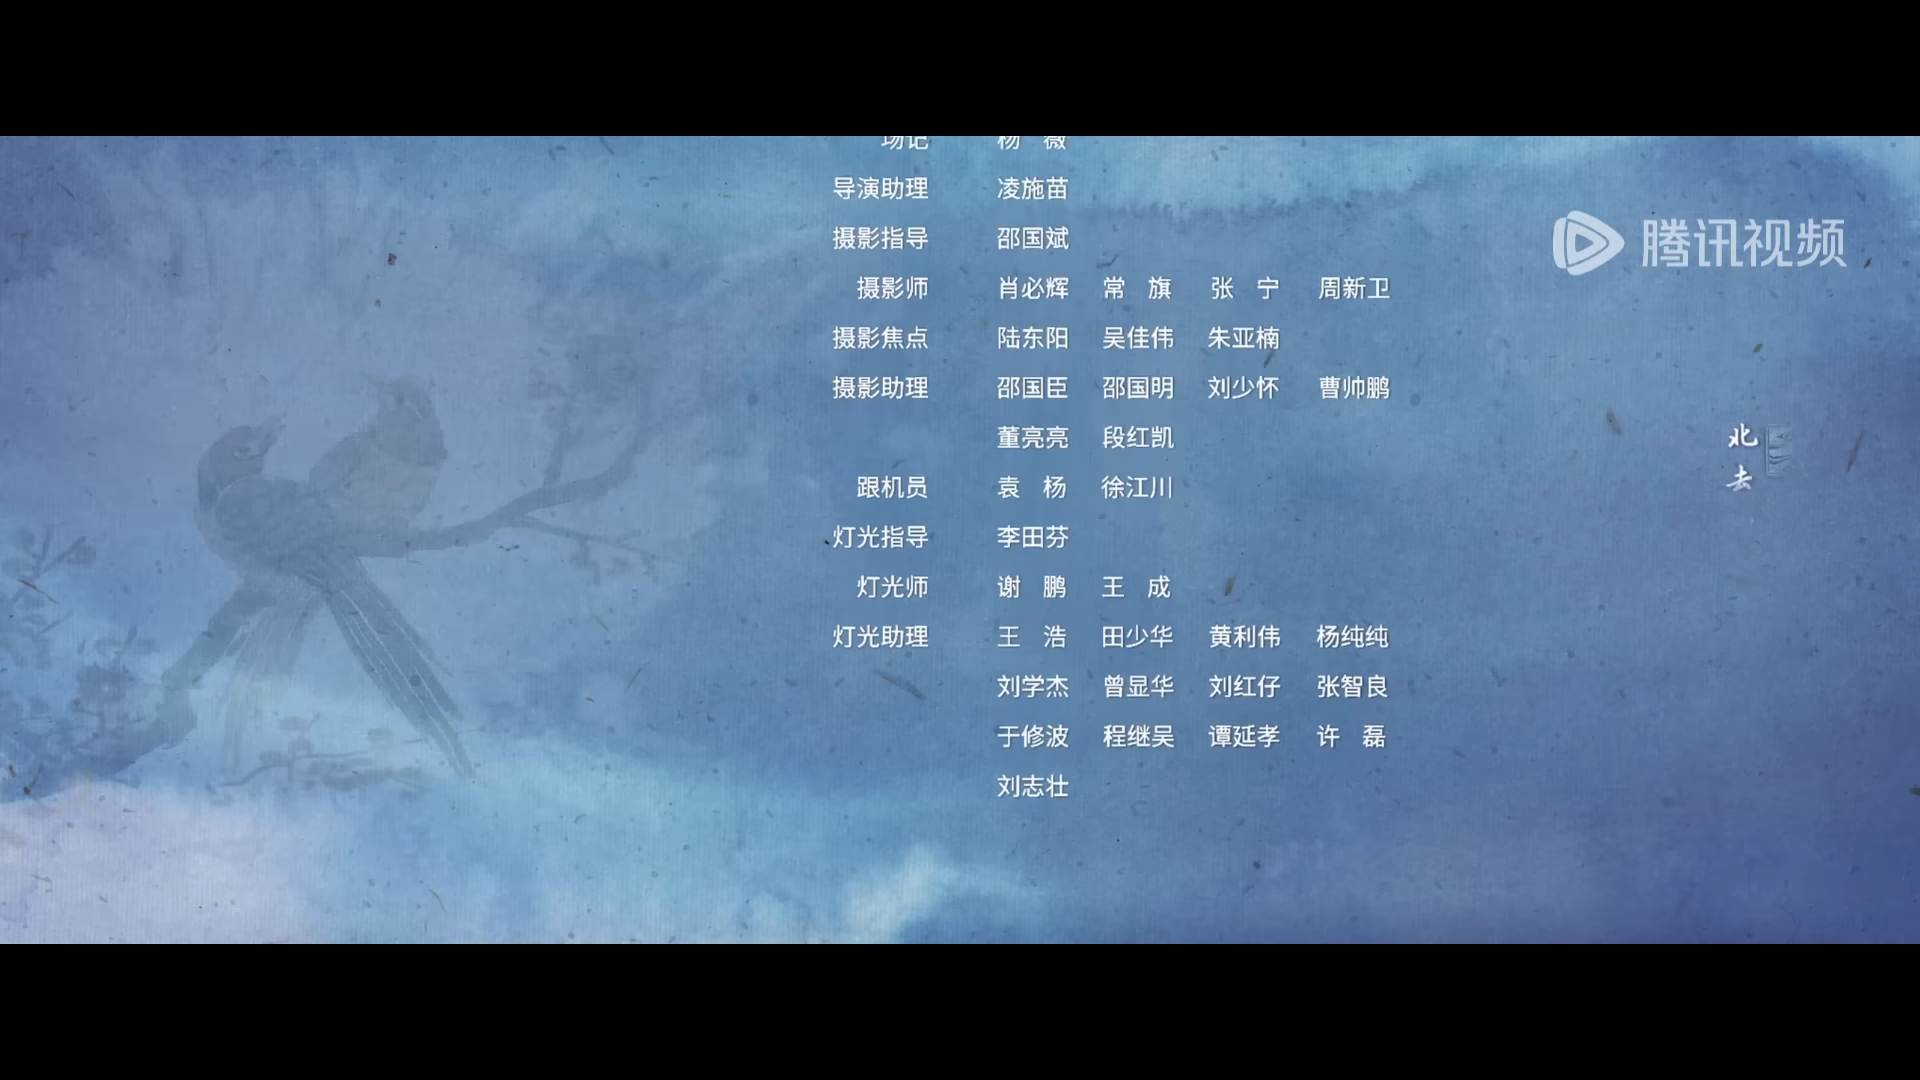 场记 杨 薇
导演助理 凌施苗
摄影指导 邵国斌
摄影师 肖必辉 常 旗 张 宁 周新卫
摄影焦点 陆东阳 吴佳伟 朱亚楠
摄影助理 邵国臣 邵国明 刘少怀 曹帅鹏
董亮亮 段红凯
跟机员 袁 杨 徐江川
灯光指导 李田芬
灯光师 谢 鹏 王 成
灯光助理 王 浩 田少华 黄利伟 杨纯纯
刘学杰 曾显华 刘红仔 张智良
于修波 程继吴 谭延孝 许 磊
刘志壮
腾讯视频
北去